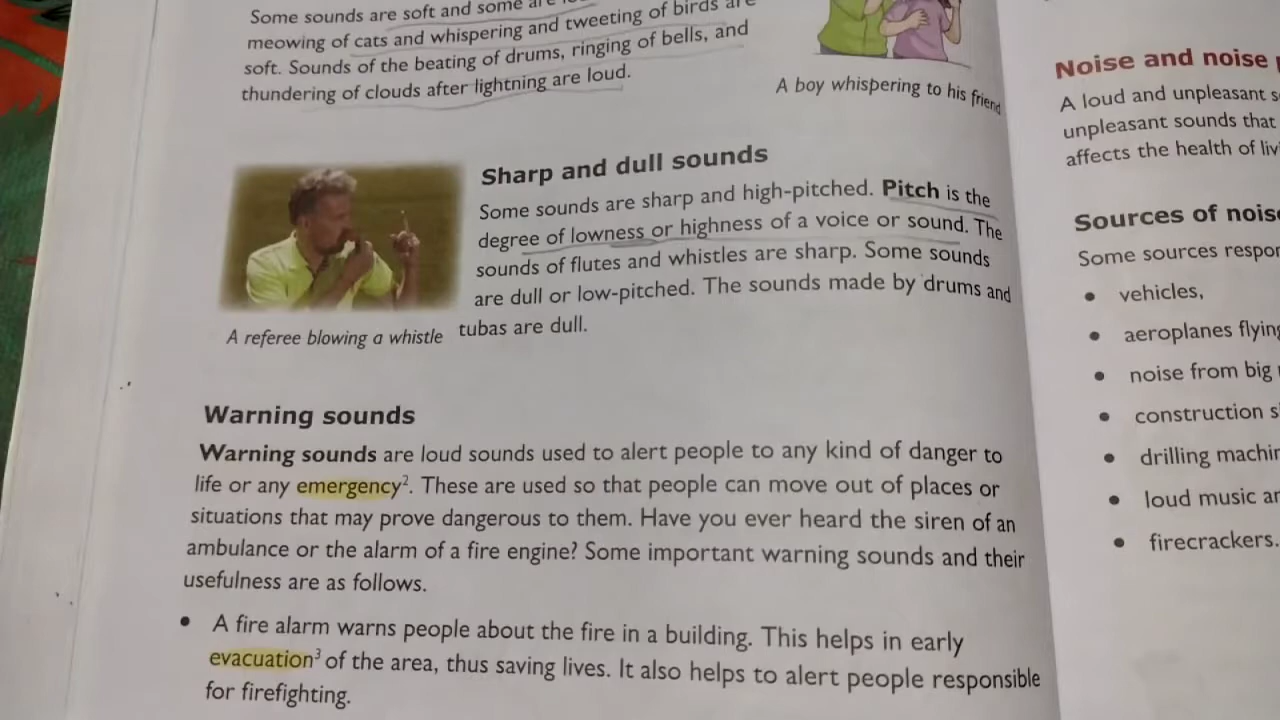 Some sounds are soft and some are
meowing of cats and whispering and tweeting of birds are
soft. Sounds of the beating of drums, ringing of bells, and
thundering of clouds after lightning are loud.
A boy whispering to his friend
Sharp and dull sounds
Some sounds are sharp and high-pitched. Pitch is the
degree of lowness or highness of a voice or sound. The
sounds of flutes and whistles are sharp. Some sounds
are dull or low-pitched. The sounds made by drums and
tubas are dull.
A referee blowing a whistle
Warning sounds
Warning sounds are loud sounds used to alert people to any kind of danger to
life or any emergency². These are used so that people can move out of places or
situations that may prove dangerous to them. Have you ever heard the siren of an
ambulance or the alarm of a fire engine? Some important warning sounds and their
usefulness are as follows.
• A fire alarm warns people about the fire in a building. This helps in early
evacuation³ of the area, thus saving lives. It also helps to alert people responsible
for firefighting.
Noise and noise
A loud and unpleasant
unpleasant sounds that
affects the health of
Sources of
Some sources
• vehicles,
• aeroplanes
• noise from big
• construction
• drilling
• loud music
• firecrackers.